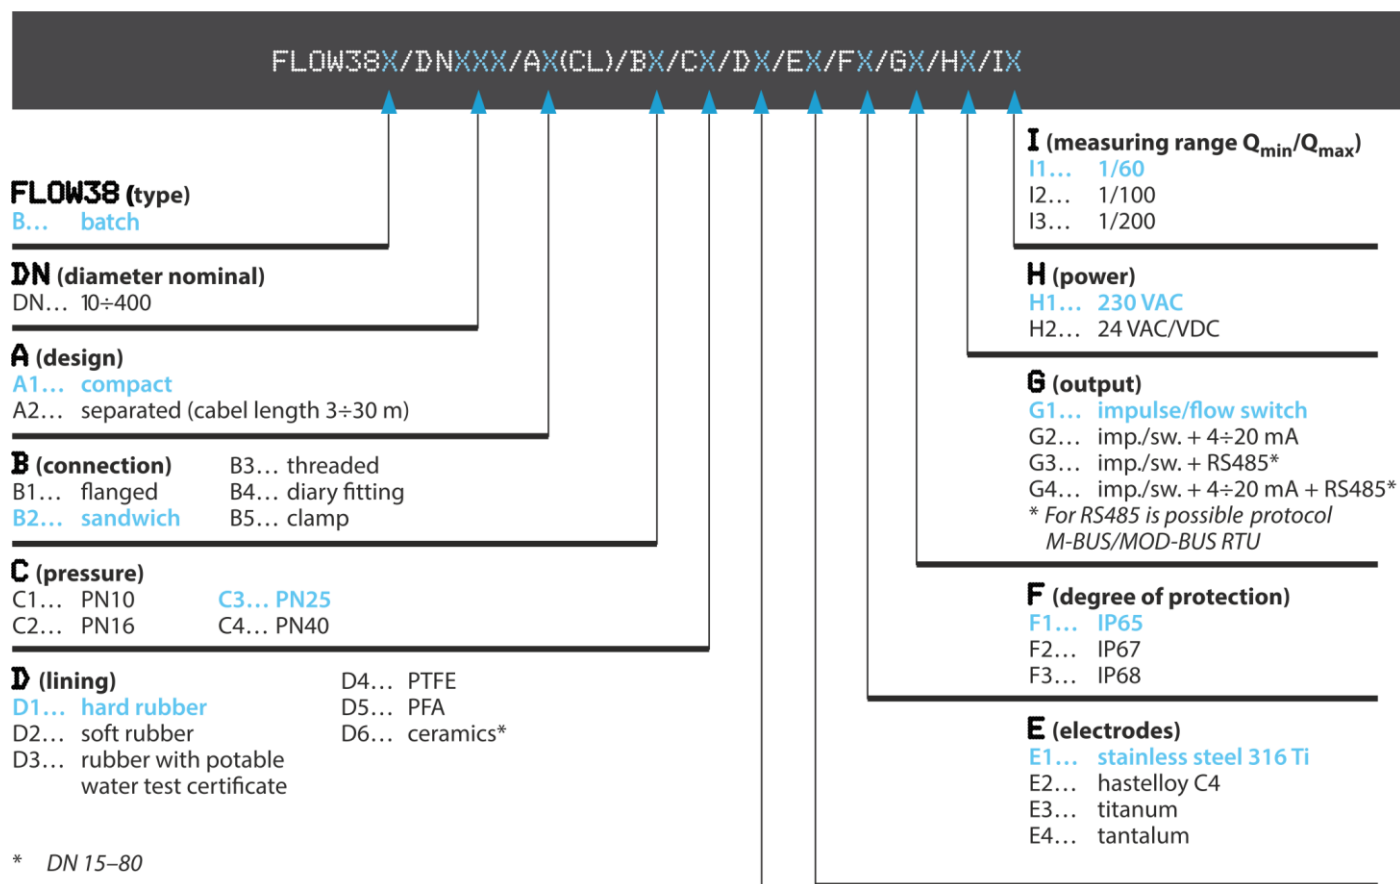 FLOW38X/DNXXX/AX(CL)/BX/CX/DX/EX/FX/GX/HX/IX
FLOW38 (type)
B... batch
DN (diameter nominal)
DN... 10÷400
A (design)
A1... compact
A2... separated (cabel length 3÷30 m)
B (connection)
B1... flanged
B2... sandwich
B3... threaded
B4... diary fitting
B5... clamp
C (pressure)
C1... PN10
C2... PN16
C3... PN25
C4... PN40
D (lining)
D1... hard rubber
D2... soft rubber
D3... rubber with potable
water test certificate
D4... PTFE
D5... PFA
D6... ceramics*
* DN 15–80
I (measuring range Qmin/Qmax)
I1... 1/60
I2... 1/100
I3... 1/200
H (power)
H1... 230 VAC
H2... 24 VAC/VDC
G (output)
G1... impulse/flow switch
G2... imp./sw. + 4÷20 mA
G3... imp./sw. + RS485*
G4... imp./sw. + 4÷20 mA + RS485*
* For RS485 is possible protocol
M-BUS/MOD-BUS RTU
F (degree of protection)
F1... IP65
F2... IP67
F3... IP68
E (electrodes)
E1... stainless steel 316 Ti
E2... hastelloy C4
E3... titanum
E4... tantalum